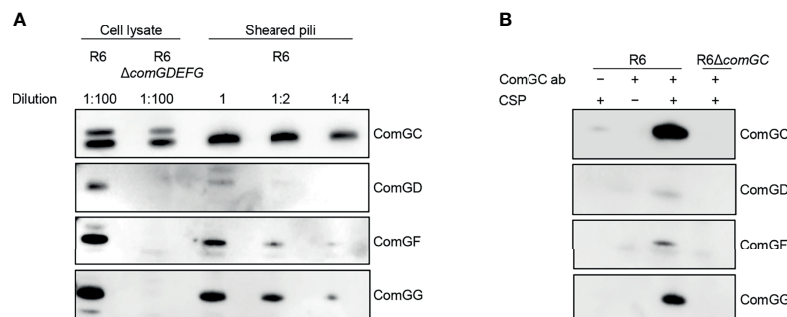 A
Cell lysate Sheared pili
R6 R6 R6
ΔcomGDEFG
Dilution 1:100 1:100 1 1:2 1:4
ComGC
ComGD
ComGF
ComGG
B
R6 R6ΔcomGC
ComGC ab – + + +
CSP + – + +
ComGC
ComGD
ComGF
ComGG